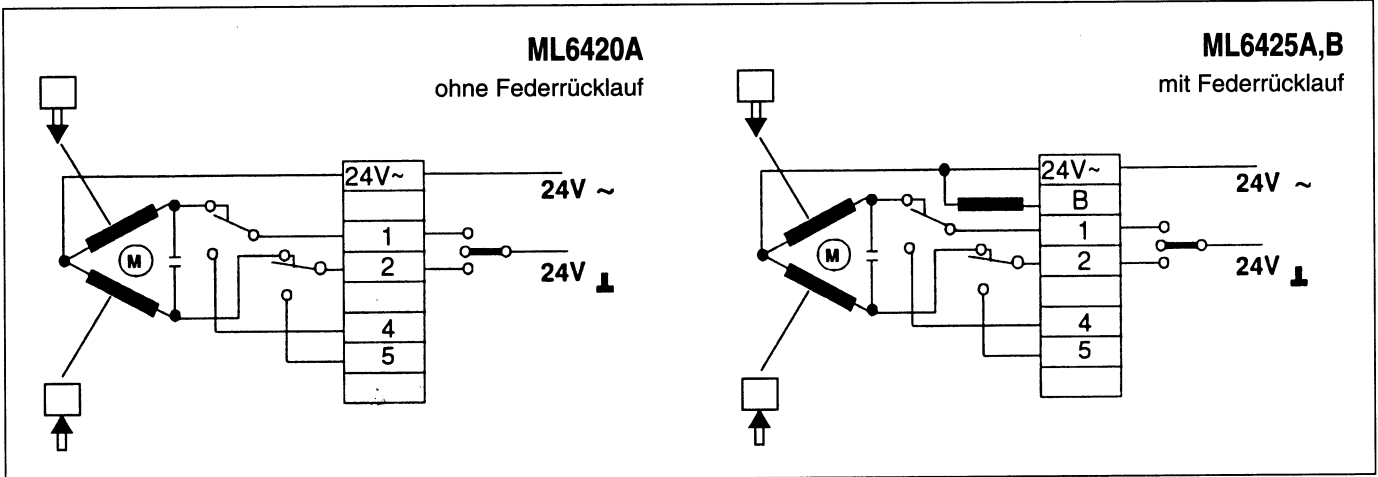 ML6420A
ohne Federrücklauf
24V~
24V ~
1
2
24V
4
5
M
ML6425A,B
mit Federrücklauf
24V~
24V ~
B
1
2
24V
4
5
M